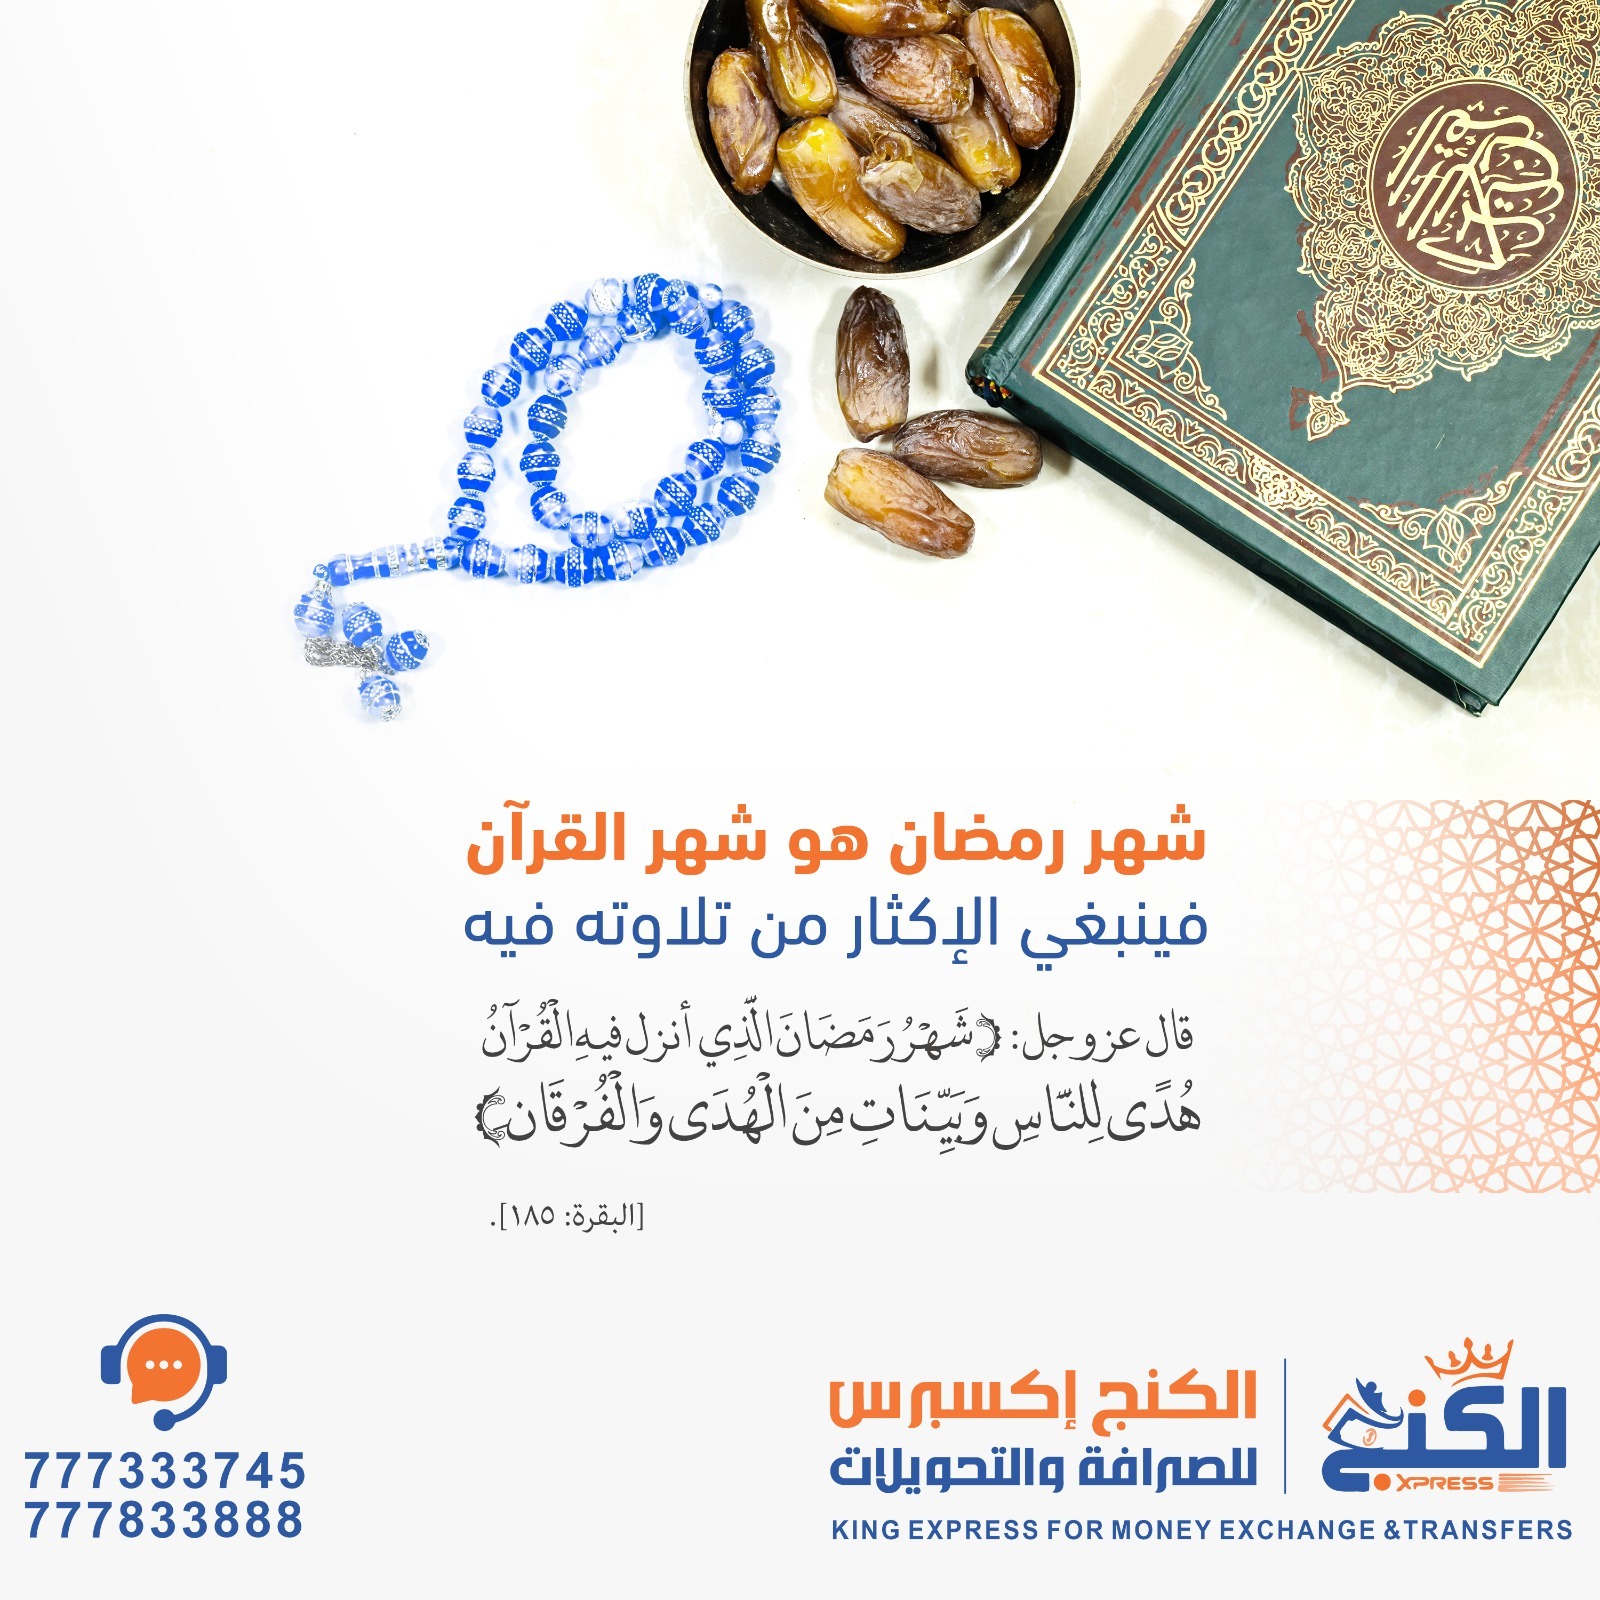 شهر رمضان هو شهر القرآن
فينبغي الإكثار من تلاوته فيه
قال عز وجل: ﴿شَهْرُ رَمَضَانَ الَّذِي أنزل فيهِ الْقُرْآنُ
هُدًى لِلنَّاسِ وَبَيِّنَاتٍ مِنَ الْهُدَى وَالْفُرْقَان﴾
[البقرة: ١٨٥].
777333745
777833888
الكنج إكسبرس
للصرافة والتحويلات
الكنج
XPRESS
KING EXPRESS FOR MONEY EXCHANGE &TRANSFERS